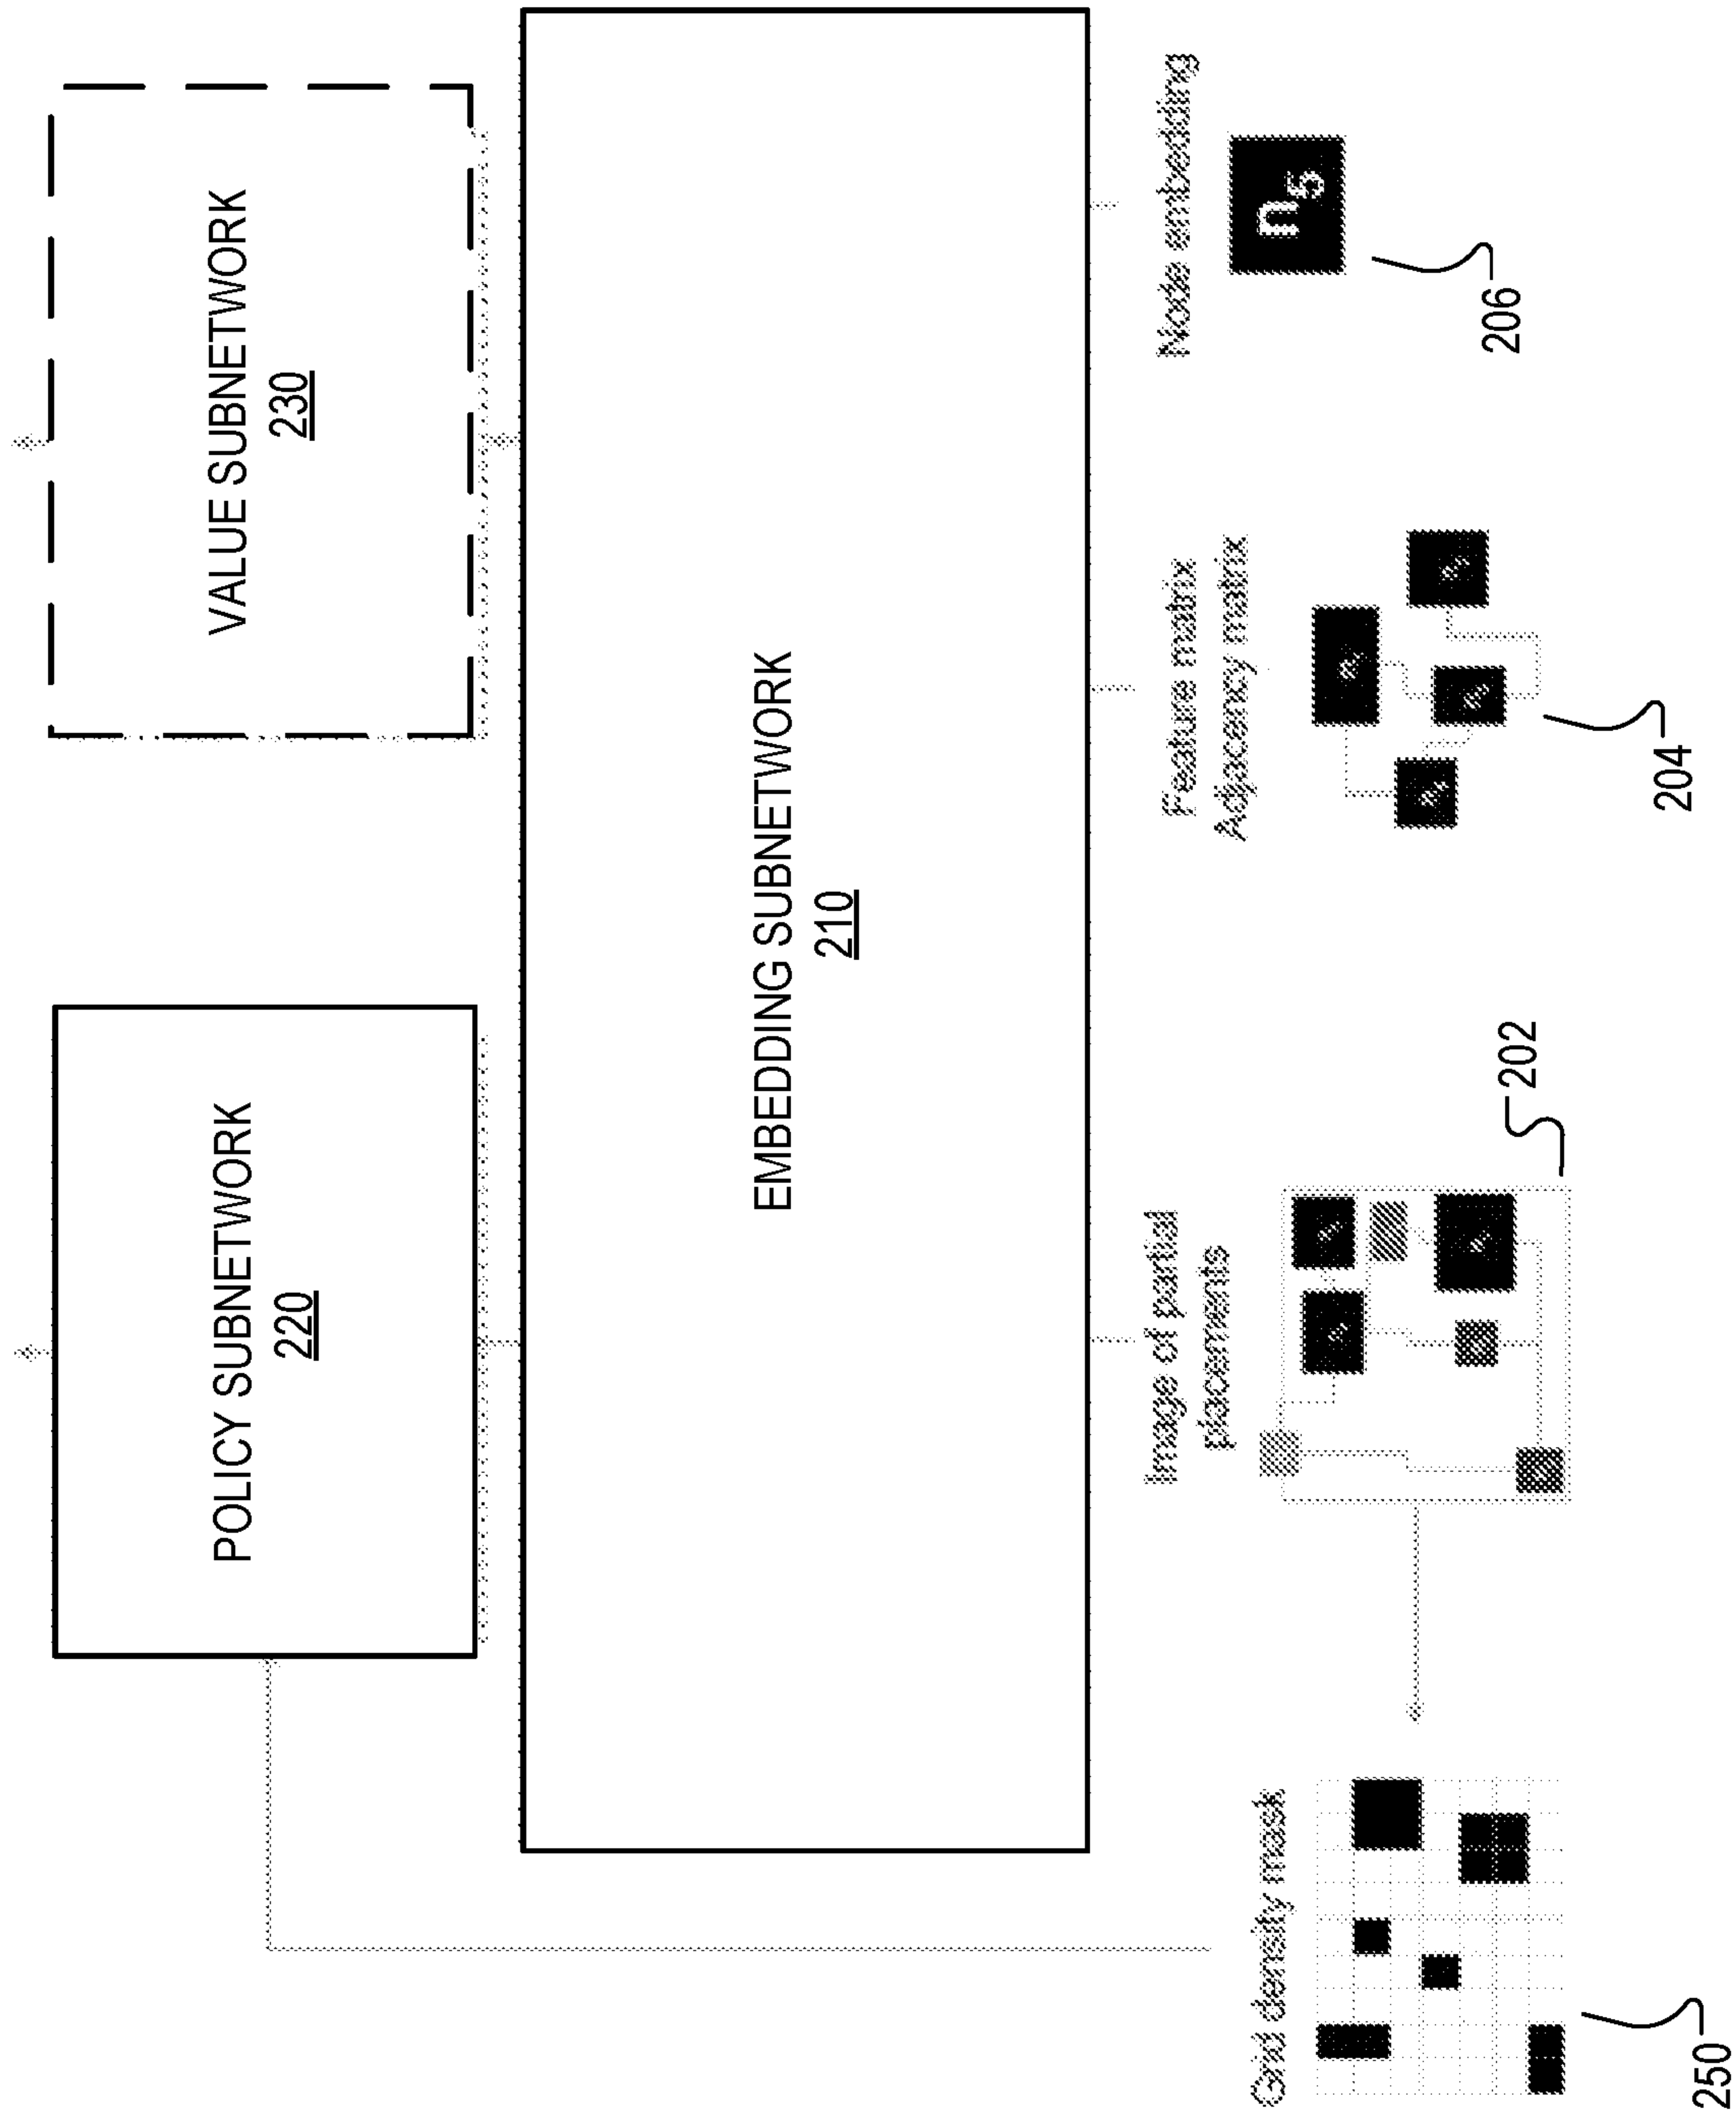 POLICY SUBNETWORK
220
VALUE SUBNETWORK
230
EMBEDDING SUBNETWORK
210
Grid density mask
250
Image of partial
placements
202
Feature matrix
Adjacency matrix
204
Node embedding
n5
206